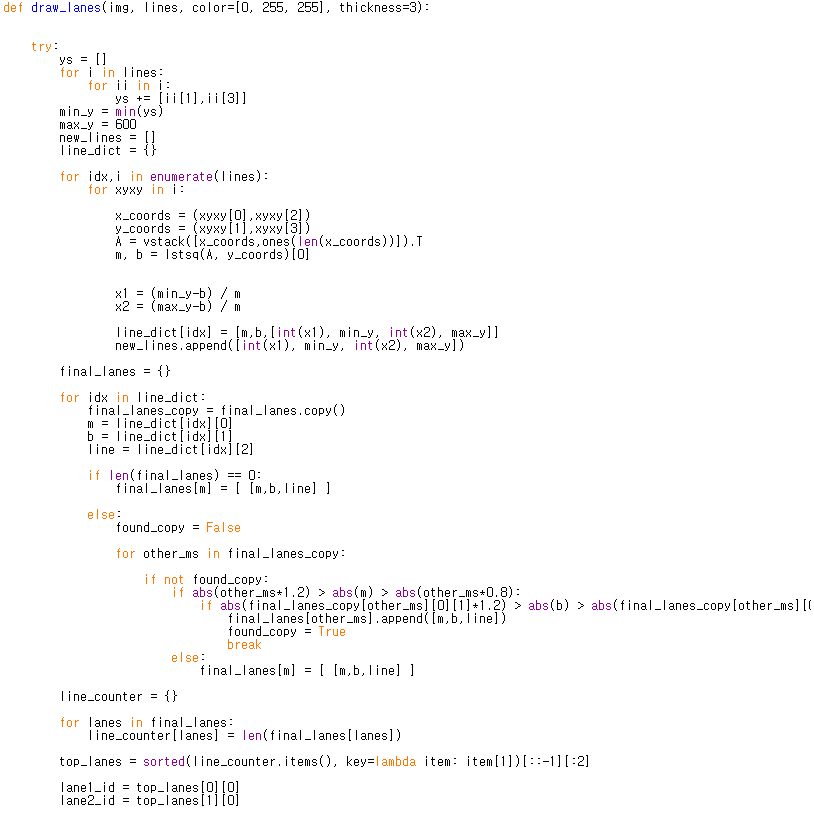 def draw_lanes(img, lines, color=[0, 255, 255], thickness=3):
    try:
        ys = []
        for i in lines:
            for ii in i:
                ys += [ii[1],ii[3]]
        min_y = min(ys)
        max_y = 600
        new_lines = []
        line_dict = {}
        for idx,i in enumerate(lines):
            for xyxy in i:
                x_coords = (xyxy[0],xyxy[2])
                y_coords = (xyxy[1],xyxy[3])
                A = vstack([x_coords,ones(len(x_coords))]).T
                m, b = lstsq(A, y_coords)[0]
                x1 = (min_y-b) / m
                x2 = (max_y-b) / m
                line_dict[idx] = [m,b,[int(x1), min_y, int(x2), max_y]]
                new_lines.append([int(x1), min_y, int(x2), max_y])
        final_lanes = {}
        for idx in line_dict:
            final_lanes_copy = final_lanes.copy()
            m = line_dict[idx][0]
            b = line_dict[idx][1]
            line = line_dict[idx][2]
            if len(final_lanes) == 0:
                final_lanes[m] = [ [m,b,line] ]
            else:
                found_copy = False
                for other_ms in final_lanes_copy:
                    if not found_copy:
                        if abs(other_ms*1.2) > abs(m) > abs(other_ms*0.8):
                            if abs(final_lanes_copy[other_ms][0][1]*1.2) > abs(b) > abs(final_lanes_copy[other_ms][(
                                final_lanes[other_ms].append([m,b,line])
                                found_copy = True
                                break
                        else:
                            final_lanes[m] = [ [m,b,line] ]
        line_counter = {}
        for lanes in final_lanes:
            line_counter[lanes] = len(final_lanes[lanes])
        top_lanes = sorted(line_counter.items(), key=lambda item: item[1])[::-1][:2]
        lane1_id = top_lanes[0][0]
        lane2_id = top_lanes[1][0]